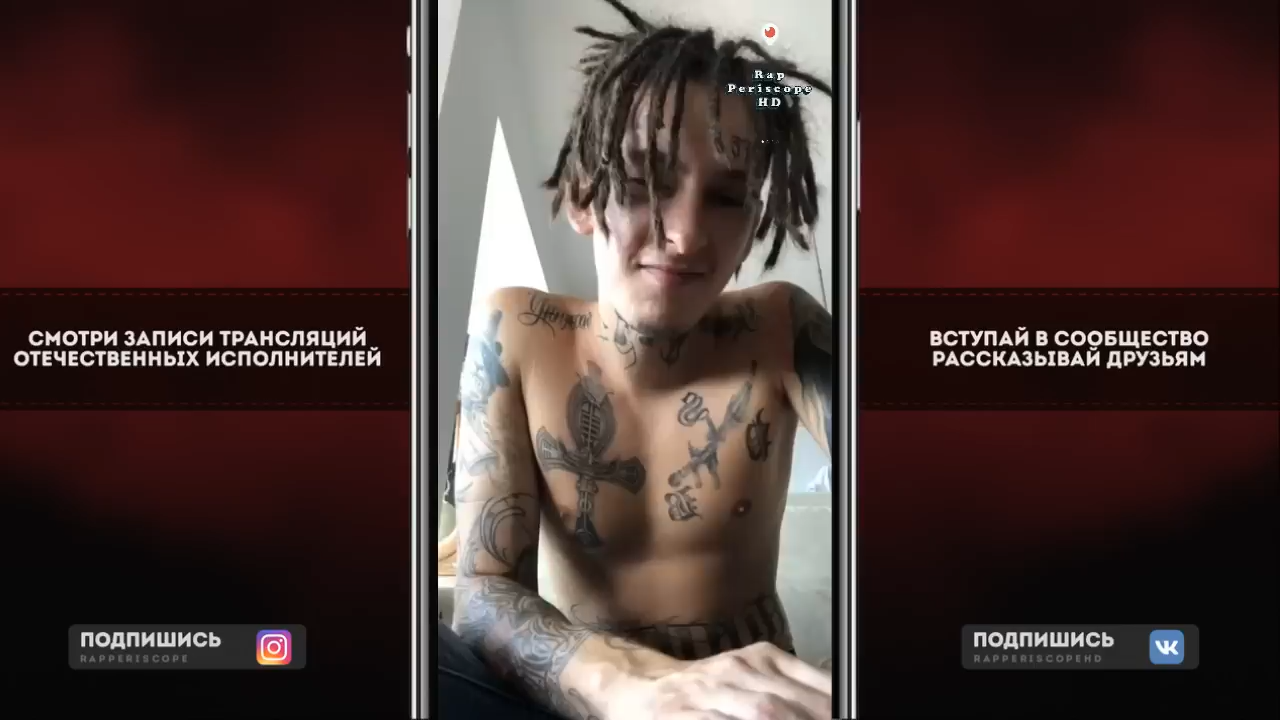 Rap
Periscope
HD
СМОТРИ ЗАПИСИ ТРАНСЛЯЦИЙ
ОТЕЧЕСТВЕННЫХ ИСПОЛНИТЕЛЕЙ
ВСТУПАЙ В СООБЩЕСТВО
РАССКАЗЫВАЙ ДРУЗЬЯМ
ПОДПИШИСЬ
RAPPERISCOPE
ПОДПИШИСЬ
RAPPERISCOPEHD